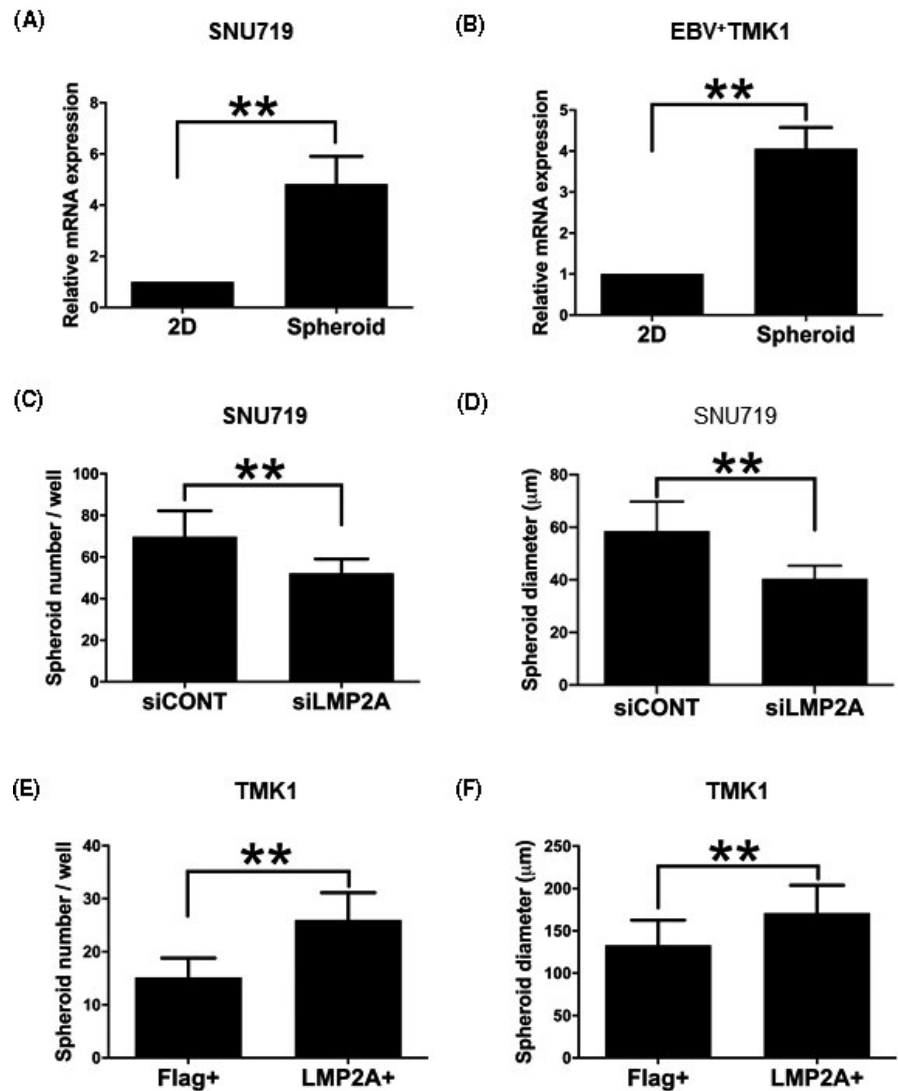 (A)
SNU719
Relative mRNA expression
8
6
4
2
0
**
2D Spheroid
(B)
EBV+TMK1
Relative mRNA expression
5
4
3
2
1
0
**
2D Spheroid
(C)
SNU719
Spheroid number / well
100
80
60
40
20
0
**
siCONT siLMP2A
(D)
SNU719
Spheroid diameter (μm)
80
60
40
20
0
**
siCONT siLMP2A
(E)
TMK1
Spheroid number / well
40
30
20
10
0
**
Flag+ LMP2A+
(F)
TMK1
Spheroid diameter (μm)
250
200
150
100
50
0
**
Flag+ LMP2A+